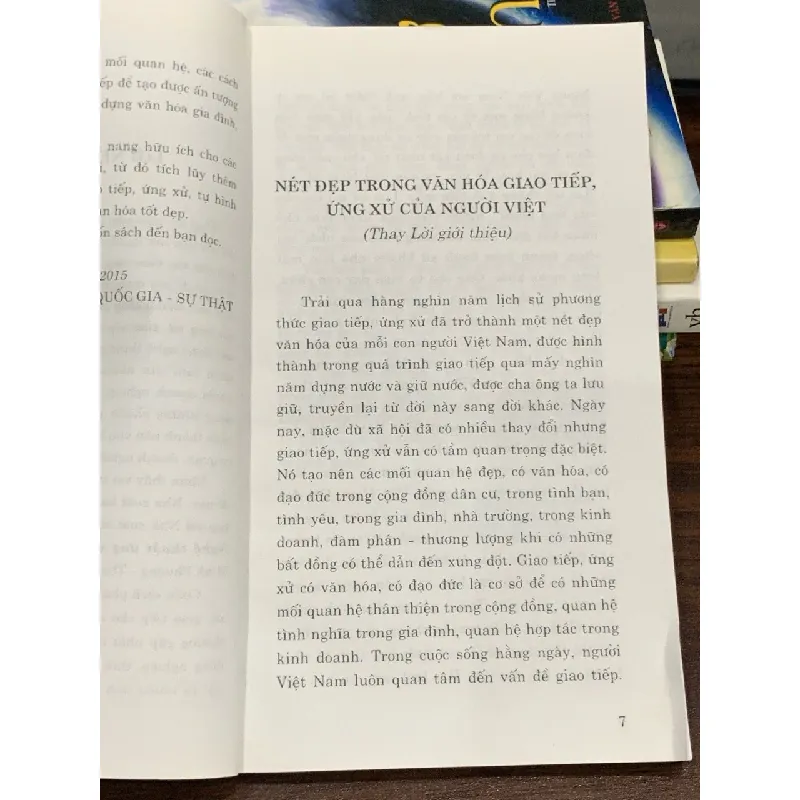 mối quan hệ, các cách
ếp để tạo được ấn tượng
dựng văn hóa gia đình,
nang hữu ích cho các
, từ đó tích lũy thêm
tiếp, ứng xử, tự hình
n hóa tốt đẹp.
n sách đến bạn đọc.
2015
QUỐC GIA - SỰ THẬT
NÉT ĐẸP TRONG VĂN HÓA GIAO TIẾP,
ỨNG XỬ CỦA NGƯỜI VIỆT
(Thay Lời giới thiệu)
Trải qua hàng nghìn năm lịch sử phương
thức giao tiếp, ứng xử đã trở thành một nét đẹp
văn hóa của mỗi con người Việt Nam, được hình
thành trong quá trình giao tiếp qua mấy nghìn
năm dựng nước và giữ nước, được cha ông ta lưu
giữ, truyền lại từ đời này sang đời khác. Ngày
nay, mặc dù xã hội đã có nhiều thay đổi nhưng
giao tiếp, ứng xử vẫn có tầm quan trọng đặc biệt.
Nó tạo nên các mối quan hệ đẹp, có văn hóa, có
đạo đức trong cộng đồng dân cư, trong tình bạn,
tình yêu, trong gia đình, nhà trường, trong kinh
doanh, đàm phán - thương lượng khi có những
bất đồng có thể dẫn đến xung đột. Giao tiếp, ứng
xử có văn hóa, có đạo đức là cơ sở để có những
mối quan hệ thân thiện trong cộng đồng, quan hệ
tình nghĩa trong gia đình, quan hệ hợp tác trong
kinh doanh. Trong cuộc sống hằng ngày, người
Việt Nam luôn quan tâm đến vấn đề giao tiếp.
7